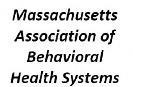 Massachusetts
Association of
Behavioral
Health Systems